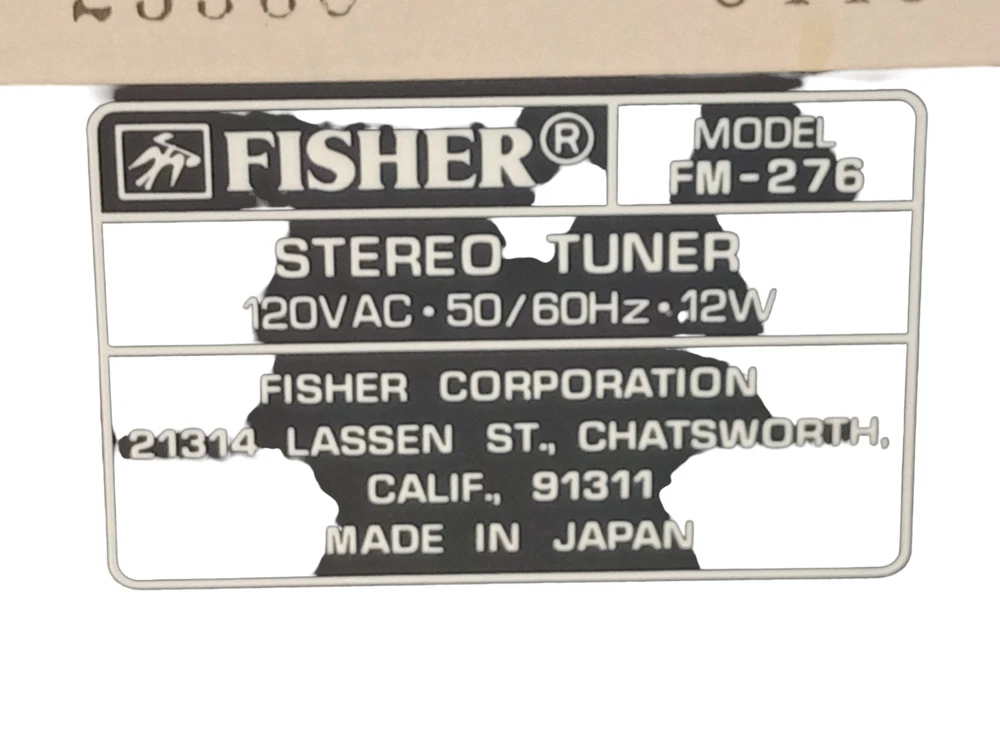 FISHER®
MODEL
FM-276
STEREO TUNER
120VAC • 50/60Hz • 12W
FISHER CORPORATION
21314 LASSEN ST., CHATSWORTH,
CALIF., 91311
MADE IN JAPAN